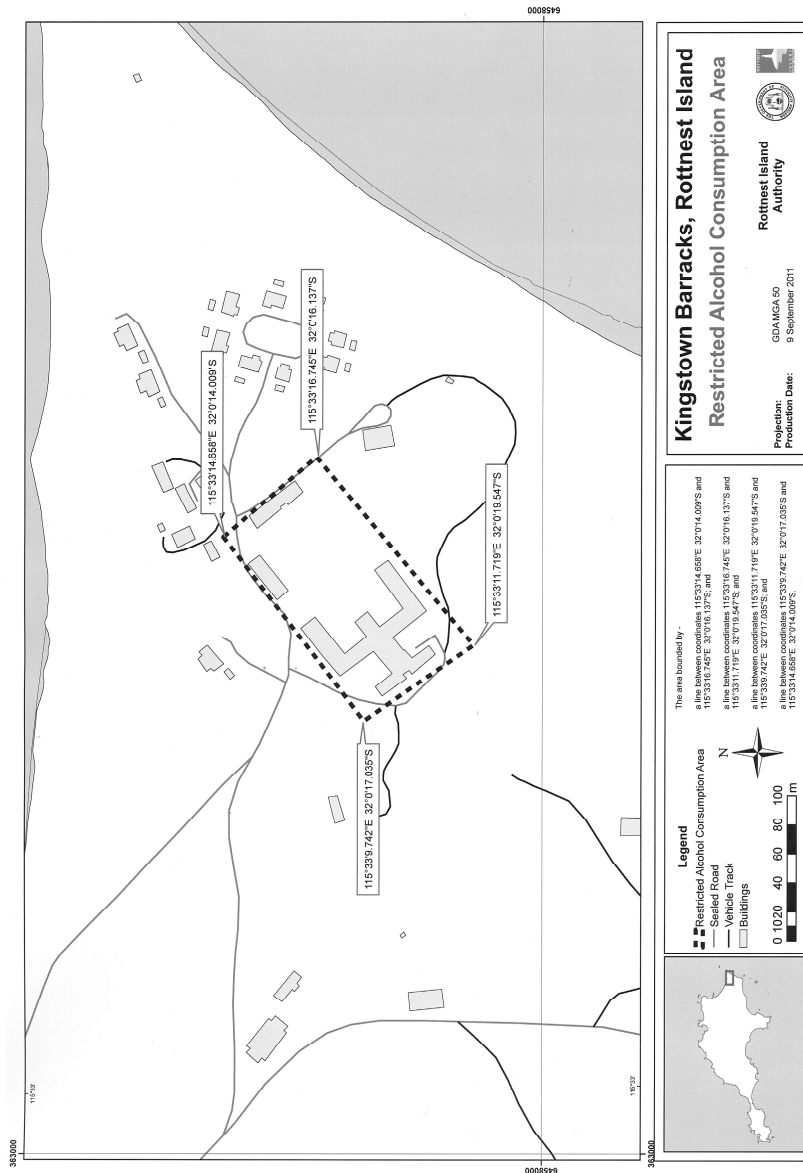 6458000
115°33'14.658"E 32°0'14.009"S
115°33'16.745"E 32°0'16.137"S
115°33'9.742"E 32°0'17.035"S
115°33'11.719"E 32°0'19.547"S
115°33'
115°33'
363000
363000
6458000
Legend
Restricted Alcohol Consumption Area
Sealed Road
Vehicle Track
Buildings
0 10 20 40 60 80 100
m
N
The area bounded by -
a line between coordinates 115°33'14.658"E 32°0'14.009"S and
115°33'16.745"E 32°0'16.137"S; and
a line between coordinates 115°33'16.745"E 32°0'16.137"S and
115°33'11.719"E 32°0'19.547"S; and
a line between coordinates 115°33'11.719"E 32°0'19.547"S and
115°33'9.742"E 32°0'17.035"S; and
a line between coordinates 115°33'9.742"E 32°0'17.035"S and
115°33'14.658"E 32°0'14.009"S.
Kingstown Barracks, Rottnest Island
Restricted Alcohol Consumption Area
Projection: GDA MGA 50
Production Date: 9 September 2011
Rottnest Island
Authority